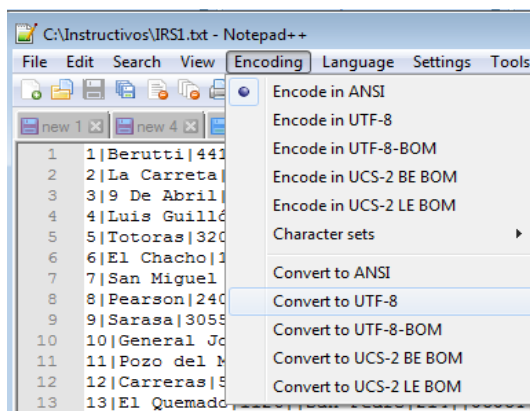 C:\Instructivos\IRS1.txt - Notepad++
File Edit Search View Encoding Language Settings Tools
new 1 new 4
Encode in ANSI
Encode in UTF-8
Encode in UTF-8-BOM
Encode in UCS-2 BE BOM
Encode in UCS-2 LE BOM
Character sets
Convert to ANSI
Convert to UTF-8
Convert to UTF-8-BOM
Convert to UCS-2 BE BOM
Convert to UCS-2 LE BOM
1 1|Berutti|441
2 2|La Carreta|
3 3|9 De Abril|
4 4|Luis Guilló
5 5|Totoras|320
6 6|El Chacho|1
7 7|San Miguel
8 8|Pearson|240
9 9|Sarasa|3055
10 10|General Jo
11 11|Pozo del M
12 12|Carreras|5
13 13|El Quemado